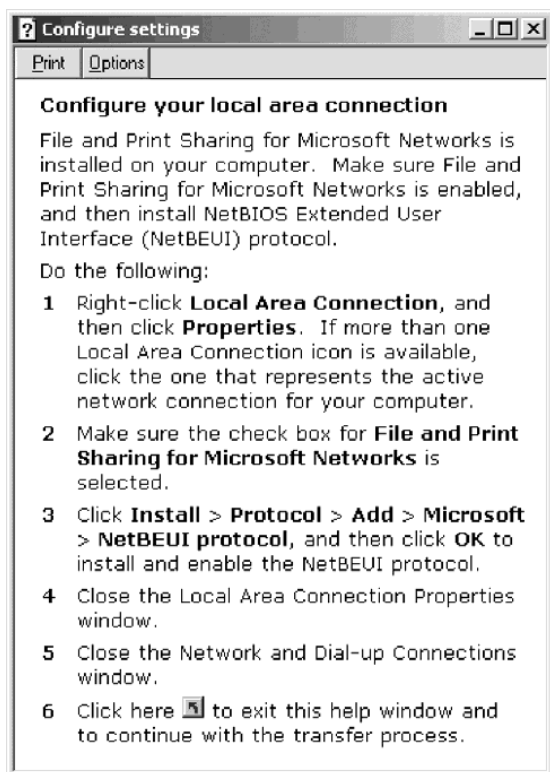 ? Configure settings
Print Options
Configure your local area connection
File and Print Sharing for Microsoft Networks is
installed on your computer. Make sure File and
Print Sharing for Microsoft Networks is enabled,
and then install NetBIOS Extended User
Interface (NetBEUI) protocol.
Do the following:
1 Right-click Local Area Connection, and
then click Properties. If more than one
Local Area Connection icon is available,
click the one that represents the active
network connection for your computer.
2 Make sure the check box for File and Print
Sharing for Microsoft Networks is
selected.
3 Click Install > Protocol > Add > Microsoft
> NetBEUI protocol, and then click OK to
install and enable the NetBEUI protocol.
4 Close the Local Area Connection Properties
window.
5 Close the Network and Dial-up Connections
window.
6 Click here to exit this help window and
to continue with the transfer process.